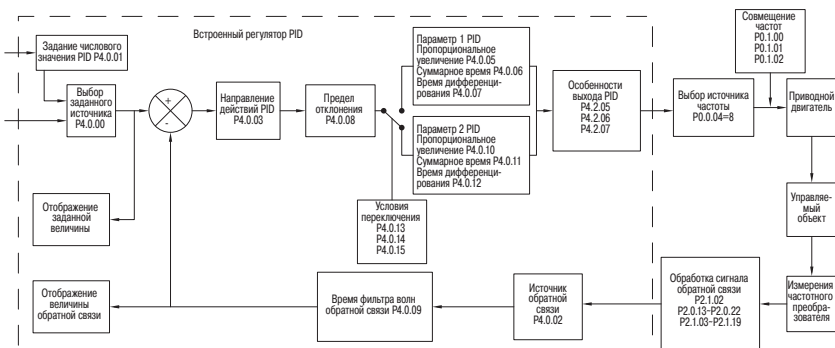 Встроенный регулятор PID
Задание числового
значения PID P4.0.01
Выбор
заданного
источника
P4.0.00
+
-
Направление
действий PID
P4.0.03
Предел
отклонения
P4.0.08
Параметр 1 PID
Пропорциональное
увеличение P4.0.05
Суммарное время P4.0.06
Время дифференци-
рования P4.0.07
Параметр 2 PID
Пропорциональное
увеличение P4.0.10
Суммарное время P4.0.11
Время дифференци-
рования P4.0.12
Особенности
выхода PID
P4.2.05
P4.2.06
P4.2.07
Выбор источника
частоты
P0.0.04=8
Совмещение
частот
P0.1.00
P0.1.01
P0.1.02
Приводной
двигатель
Отображение
заданной
величины
Условия
переключения
P4.0.13
P4.0.14
P4.0.15
Управляе-
мый
объект
Отображение
величины
обратной связи
Время фильтра волн
обратной связи P4.0.09
Источник
обратной
связи
P4.0.02
Обработка сигнала
обратной связи
P2.1.02
P2.0.13~P2.0.22
P2.1.03~P2.1.19
Измерения
частотного
преобра-
зователя